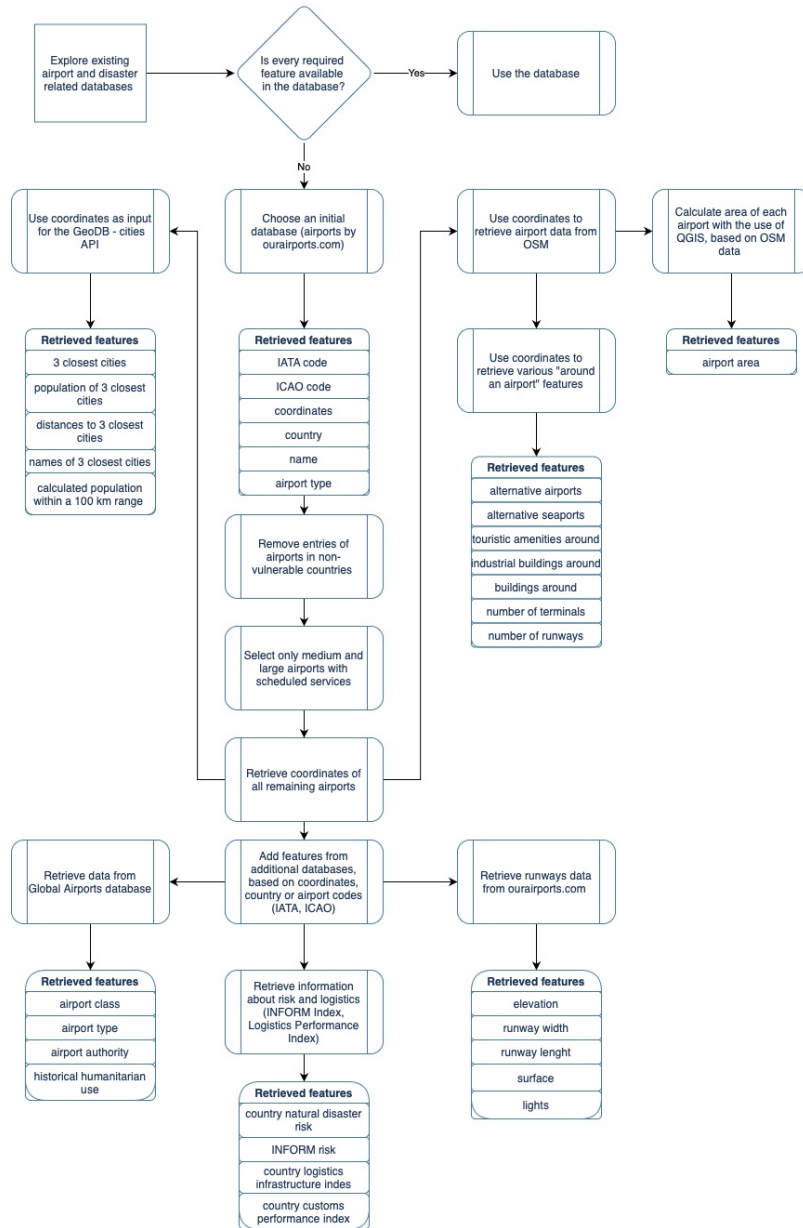 Explore existing
airport and disaster
related databases
Is every required
feature available
in the database?
Yes
Use the database
No
Use coordinates as input
for the GeoDB - cities
API
Choose an initial
database (airports by
ourairports.com)
Use coordinates to
retrieve airport data from
OSM
Calculate area of each
airport with the use of
QGIS, based on OSM
data
Retrieved features
3 closest cities
population of 3 closest
cities
distances to 3 closest
cities
names of 3 closest cities
calculated population
within a 100 km range
Retrieved features
IATA code
ICAO code
coordinates
country
name
airport type
Use coordinates to
retrieve various "around
an airport" features
Retrieved features
airport area
Retrieved features
alternative airports
alternative seaports
touristic amenities around
industrial buildings around
buildings around
number of terminals
number of runways
Remove entries of
airports in non-
vulnerable countries
Select only medium and
large airports with
scheduled services
Retrieve coordinates of
all remaining airports
Retrieve data from
Global Airports database
Add features from
additional databases,
based on coordinates,
country or airport codes
(IATA, ICAO)
Retrieve runways data
from ourairports.com
Retrieved features
airport class
airport type
airport authority
historical humanitarian
use
Retrieve information
about risk and logistics
(INFORM Index,
Logistics Performance
Index)
Retrieved features
elevation
runway width
runway lenght
surface
lights
Retrieved features
country natural disaster
risk
INFORM risk
country logistics
infrastructure indes
country customs
performance index